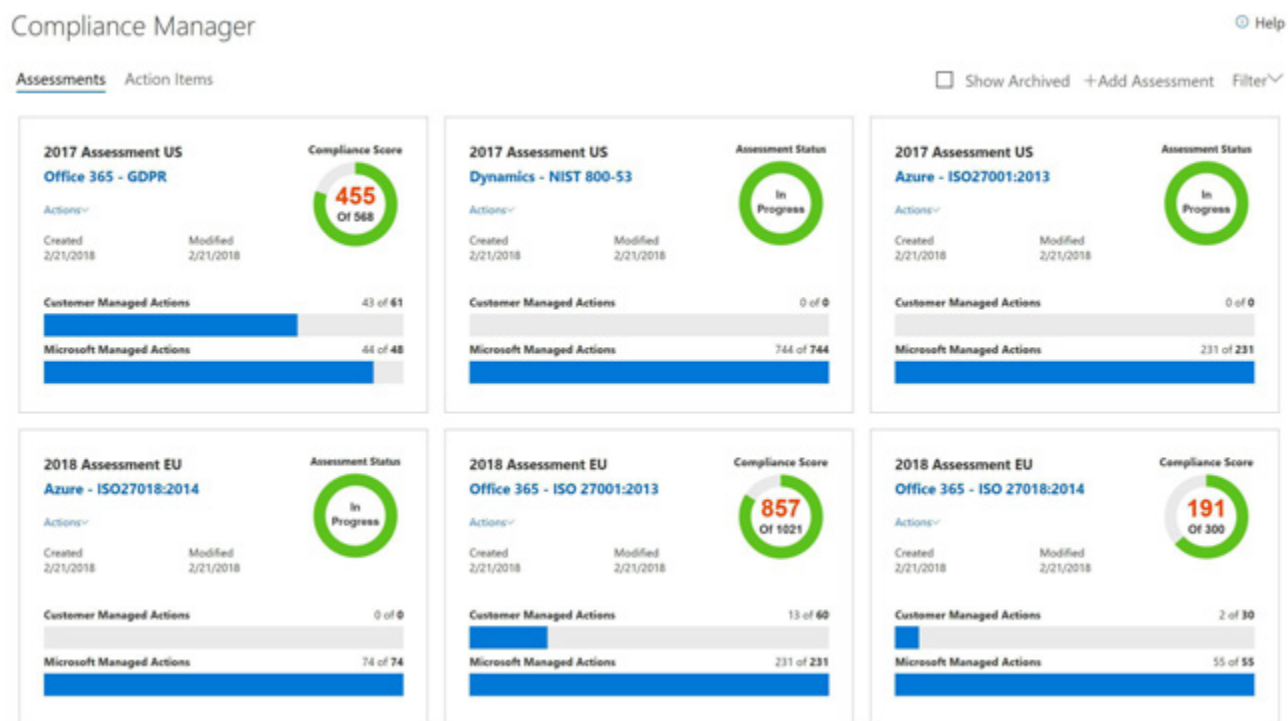 Compliance Manager
Help
Assessments Action Items
Show Archived +Add Assessment Filter
2017 Assessment US
Office 365 - GDPR
Compliance Score
455
Of 568
Actions
Created Modified
2/21/2018 2/21/2018
Customer Managed Actions 43 of 61
Microsoft Managed Actions 44 of 48
2017 Assessment US
Dynamics - NIST 800-53
Assessment Status
In
Progress
Actions
Created Modified
2/21/2018 2/21/2018
Customer Managed Actions 0 of 0
Microsoft Managed Actions 744 of 744
2017 Assessment US
Azure - ISO27001:2013
Assessment Status
In
Progress
Actions
Created Modified
2/21/2018 2/21/2018
Customer Managed Actions 0 of 0
Microsoft Managed Actions 231 of 231
2018 Assessment EU
Azure - ISO27018:2014
Assessment Status
In
Progress
Actions
Created Modified
2/21/2018 2/21/2018
Customer Managed Actions 0 of 0
Microsoft Managed Actions 74 of 74
2018 Assessment EU
Office 365 - ISO 27001:2013
Compliance Score
857
Of 1021
Actions
Created Modified
2/21/2018 2/21/2018
Customer Managed Actions 13 of 60
Microsoft Managed Actions 231 of 231
2018 Assessment EU
Office 365 - ISO 27018:2014
Compliance Score
191
Of 300
Actions
Created Modified
2/21/2018 2/21/2018
Customer Managed Actions 2 of 30
Microsoft Managed Actions 55 of 55